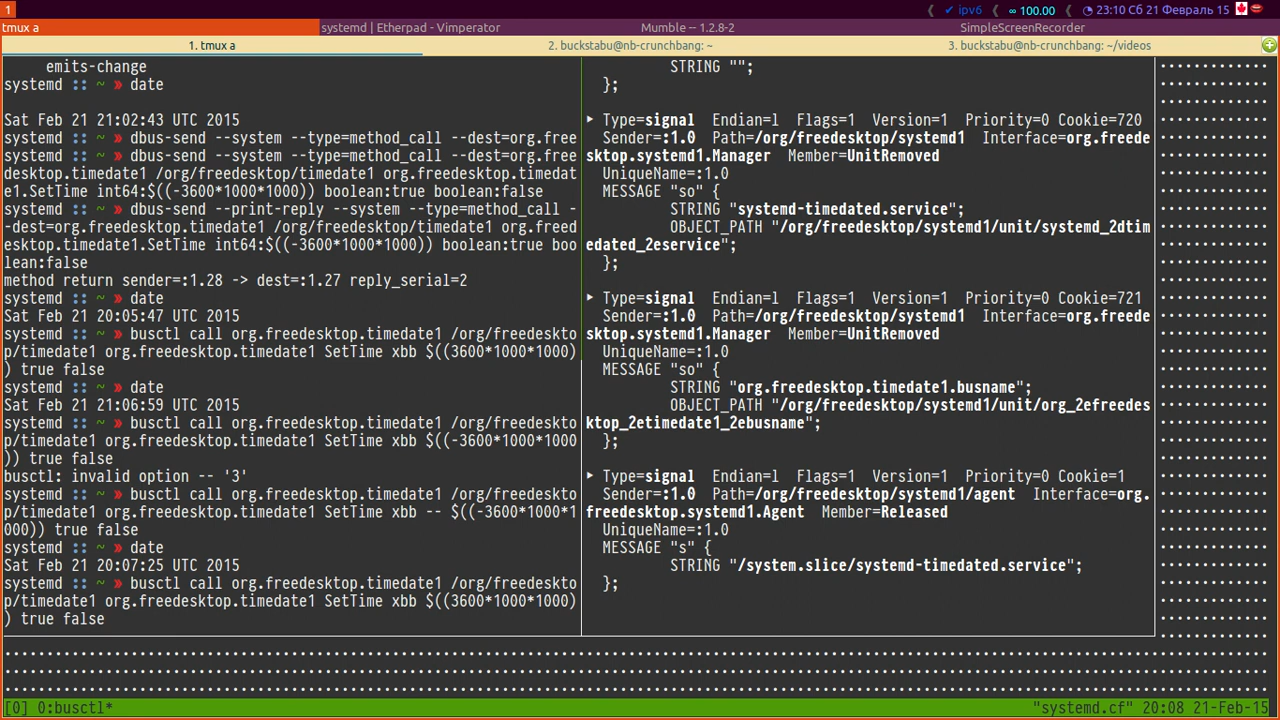 1
✔ ipv6 ∞ 100.00 23:10 Сб 21 Февраль 15
tmux a
systemd | Etherpad - Vimperator
Mumble -- 1.2.8-2
SimpleScreenRecorder
1. tmux a
2. buckstabu@nb-crunchbang: ~
3. buckstabu@nb-crunchbang: ~/videos
emits-change
systemd :: ~ » date
Sat Feb 21 21:02:43 UTC 2015
systemd :: ~ » dbus-send --system --type=method_call --dest=org.free
systemd :: ~ » dbus-send --system --type=method_call --dest=org.free
desktop.timedate1 /org/freedesktop/timedate1 org.freedesktop.timedat
e1.SetTime int64:$((-3600*1000*1000)) boolean:true boolean:false
systemd :: ~ » dbus-send --print-reply --system --type=method_call -
-dest=org.freedesktop.timedate1 /org/freedesktop/timedate1 org.freed
esktop.timedate1.SetTime int64:$((-3600*1000*1000)) boolean:true boo
lean:false
method return sender=:1.28 -> dest=:1.27 reply_serial=2
systemd :: ~ » date
Sat Feb 21 20:05:47 UTC 2015
systemd :: ~ » busctl call org.freedesktop.timedate1 /org/freedeskto
p/timedate1 org.freedesktop.timedate1 SetTime xbb $((3600*1000*1000)
) true false
systemd :: ~ » date
Sat Feb 21 21:06:59 UTC 2015
systemd :: ~ » busctl call org.freedesktop.timedate1 /org/freedeskto
p/timedate1 org.freedesktop.timedate1 SetTime xbb $((-3600*1000*1000
)) true false
busctl: invalid option -- '3'
systemd :: ~ » busctl call org.freedesktop.timedate1 /org/freedeskto
p/timedate1 org.freedesktop.timedate1 SetTime xbb -- $((-3600*1000*1
000)) true false
systemd :: ~ » date
Sat Feb 21 20:07:25 UTC 2015
systemd :: ~ » busctl call org.freedesktop.timedate1 /org/freedeskto
p/timedate1 org.freedesktop.timedate1 SetTime xbb $((3600*1000*1000)
) true false
STRING "";
};
‣ Type=signal Endian=l Flags=1 Version=1 Priority=0 Cookie=720
Sender=:1.0 Path=/org/freedesktop/systemd1 Interface=org.freede
sktop.systemd1.Manager Member=UnitRemoved
UniqueName=:1.0
MESSAGE "so" {
STRING "systemd-timedated.service";
OBJECT_PATH "/org/freedesktop/systemd1/unit/systemd_2dtim
edated_2eservice";
};
‣ Type=signal Endian=l Flags=1 Version=1 Priority=0 Cookie=721
Sender=:1.0 Path=/org/freedesktop/systemd1 Interface=org.freede
sktop.systemd1.Manager Member=UnitRemoved
UniqueName=:1.0
MESSAGE "so" {
STRING "org.freedesktop.timedate1.busname";
OBJECT_PATH "/org/freedesktop/systemd1/unit/org_2efreedes
ktop_2etimedate1_2ebusname";
};
‣ Type=signal Endian=l Flags=1 Version=1 Priority=0 Cookie=1
Sender=:1.0 Path=/org/freedesktop/systemd1/agent Interface=org.
freedesktop.systemd1.Agent Member=Released
UniqueName=:1.0
MESSAGE "s" {
STRING "/system.slice/systemd-timedated.service";
};
[0] 0:busctl* "systemd.cf" 20:08 21-Feb-15